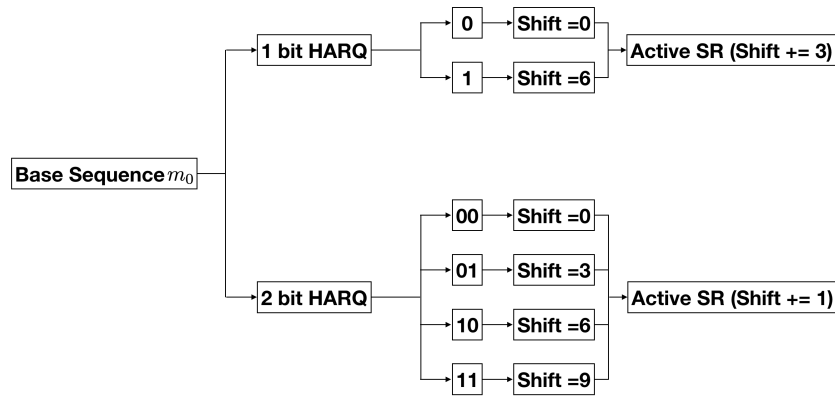 0
Shift =0
1 bit HARQ
Active SR (Shift += 3)
1
Shift =6
Base Sequence m₀
00
Shift =0
01
Shift =3
2 bit HARQ
Active SR (Shift += 1)
10
Shift =6
11
Shift =9